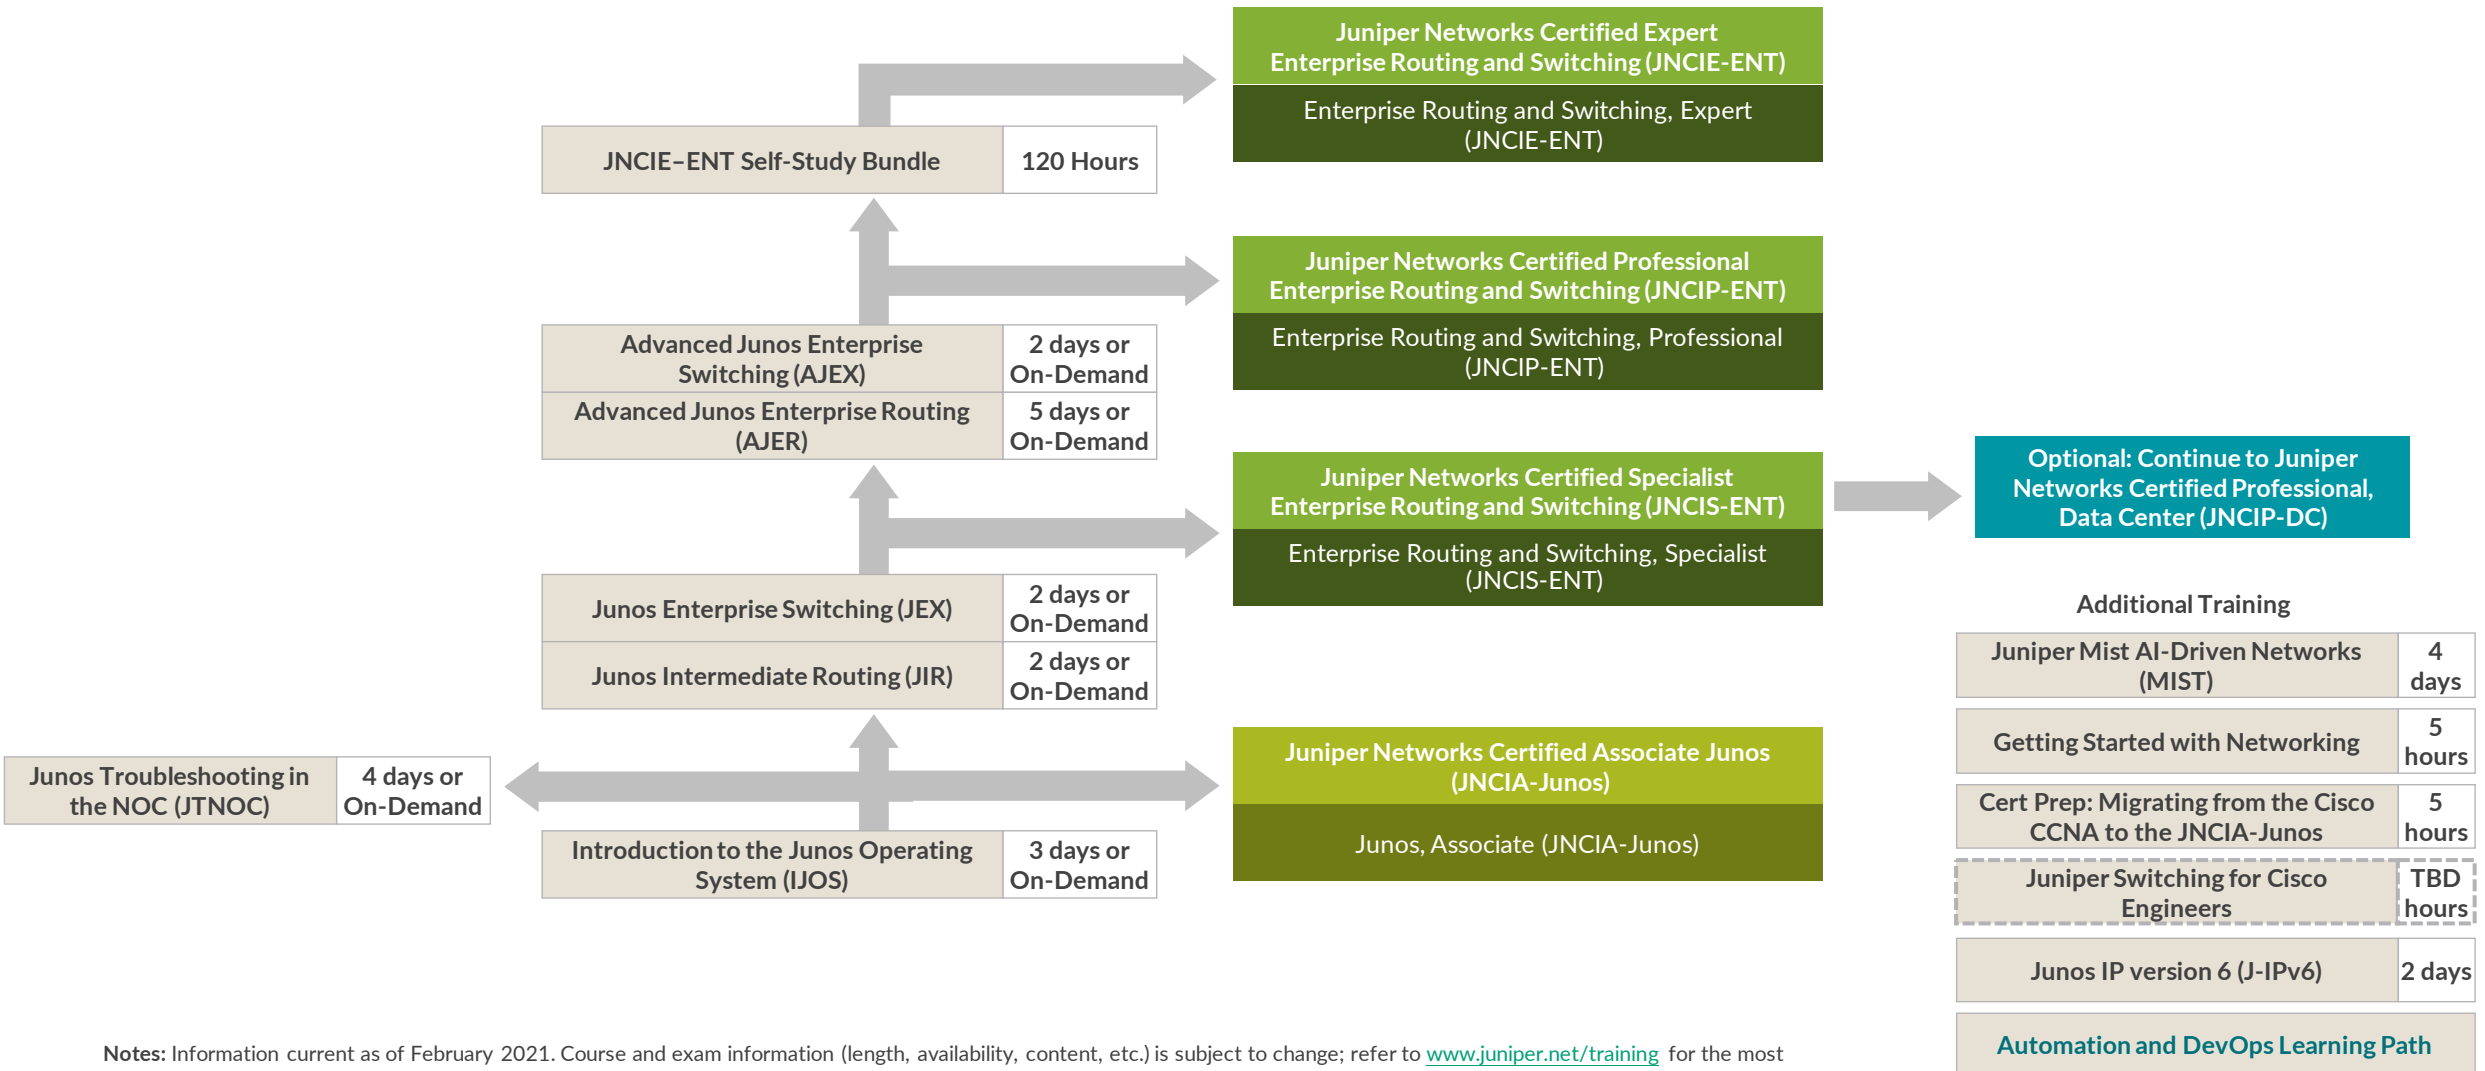 Juniper Networks Certified Expert
Enterprise Routing and Switching (JNCIE-ENT)
Enterprise Routing and Switching, Expert
(JNCIE-ENT)
JNCIE–ENT Self-Study Bundle
120 Hours
Juniper Networks Certified Professional
Enterprise Routing and Switching (JNCIP-ENT)
Enterprise Routing and Switching, Professional
(JNCIP-ENT)
Advanced Junos Enterprise
Switching (AJEX)
2 days or
On-Demand
Advanced Junos Enterprise Routing
(AJER)
5 days or
On-Demand
Juniper Networks Certified Specialist
Enterprise Routing and Switching (JNCIS-ENT)
Enterprise Routing and Switching, Specialist
(JNCIS-ENT)
Optional: Continue to Juniper
Networks Certified Professional,
Data Center (JNCIP-DC)
Junos Enterprise Switching (JEX)
2 days or
On-Demand
Junos Intermediate Routing (JIR)
2 days or
On-Demand
Junos Troubleshooting in
the NOC (JTNOC)
4 days or
On-Demand
Juniper Networks Certified Associate Junos
(JNCIA-Junos)
Junos, Associate (JNCIA-Junos)
Introduction to the Junos Operating
System (IJOS)
3 days or
On-Demand
Additional Training
Juniper Mist AI-Driven Networks
(MIST)
4
days
Getting Started with Networking
5
hours
Cert Prep: Migrating from the Cisco
CCNA to the JNCIA-Junos
5
hours
Juniper Switching for Cisco
Engineers
TBD
hours
Junos IP version 6 (J-IPv6)
2 days
Automation and DevOps Learning Path
Notes: Information current as of February 2021. Course and exam information (length, availability, content, etc.) is subject to change; refer to www.juniper.net/training for the most